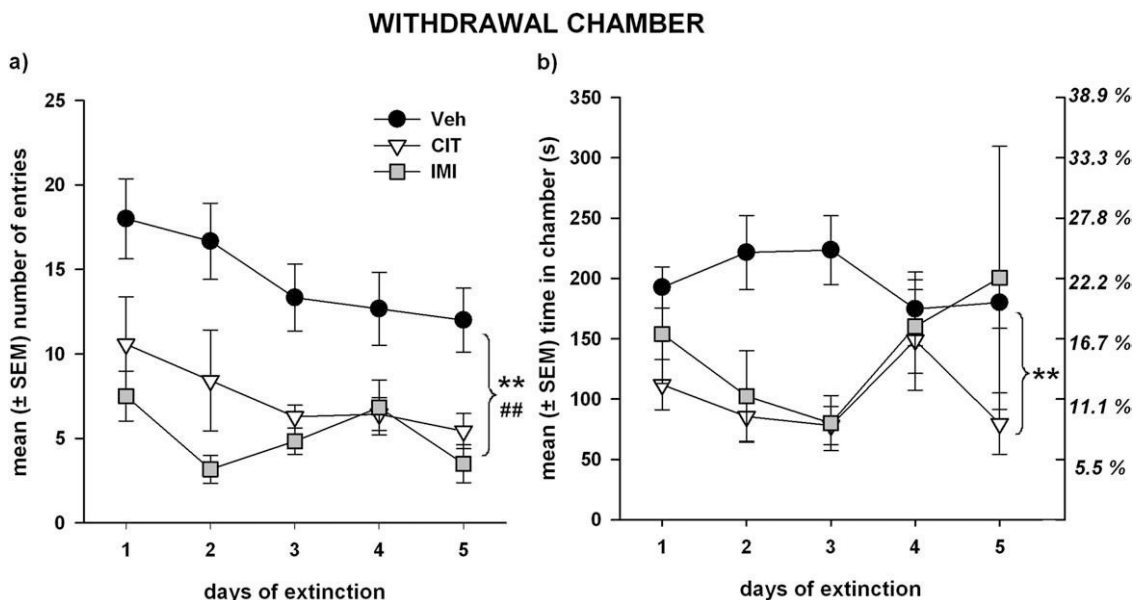 WITHDRAWAL CHAMBER
a)
mean (± SEM) number of entries
25
20
15
10
5
0
Veh
CIT
IMI
**
##
1 2 3 4 5
days of extinction
b)
mean (± SEM) time in chamber (s)
350
300
250
200
150
100
50
0
38.9 %
33.3 %
27.8 %
22.2 %
16.7 %
11.1 %
5.5 %
**
1 2 3 4 5
days of extinction